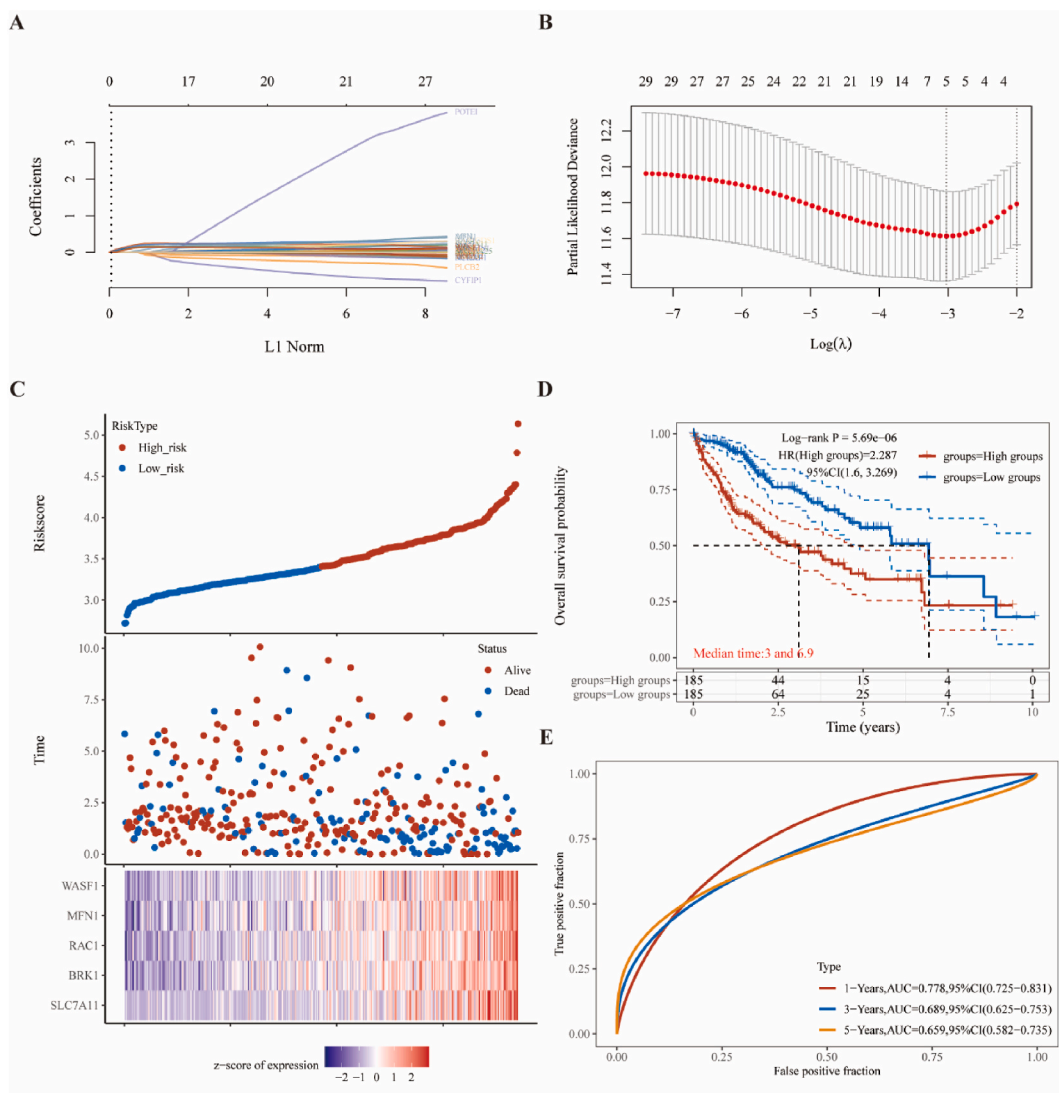 A
0 17 20 21 27
Coefficients
3
2
1
0
POTEI
PLCB2
CYFIP1
0 2 4 6 8
L1 Norm
B
29 29 27 27 25 24 22 21 21 19 14 7 5 5 4 4
Partial Likelihood Deviance
12.2
12.0
11.8
11.6
11.4
−7 −6 −5 −4 −3 −2
Log(λ)
C
RiskType
High_risk
Low_risk
Riskscore
5.0
4.5
4.0
3.5
3.0
Status
Alive
Dead
Time
10.0
7.5
5.0
2.5
0.0
WASF1
MFN1
RAC1
BRK1
SLC7A11
z−score of expression
−2 −1 0 1 2
D
Overall survival probability
1.00
0.75
0.50
0.25
0.00
Log−rank P = 5.69e−06
HR(High groups)=2.287
95%CI(1.6, 3.269)
groups=High groups
groups=Low groups
Median time:3 and 6.9
groups=High groups 185 44 15 4 0
groups=Low groups 185 64 25 4 1
0 2.5 5.0 7.5 10
Time (years)
E
True positive fraction
1.00
0.75
0.50
0.25
0.00
Type
1−Years,AUC=0.778,95%CI(0.725−0.831)
3−Years,AUC=0.689,95%CI(0.625−0.753)
5−Years,AUC=0.659,95%CI(0.582−0.735)
0.00 0.25 0.50 0.75 1.00
False positive fraction